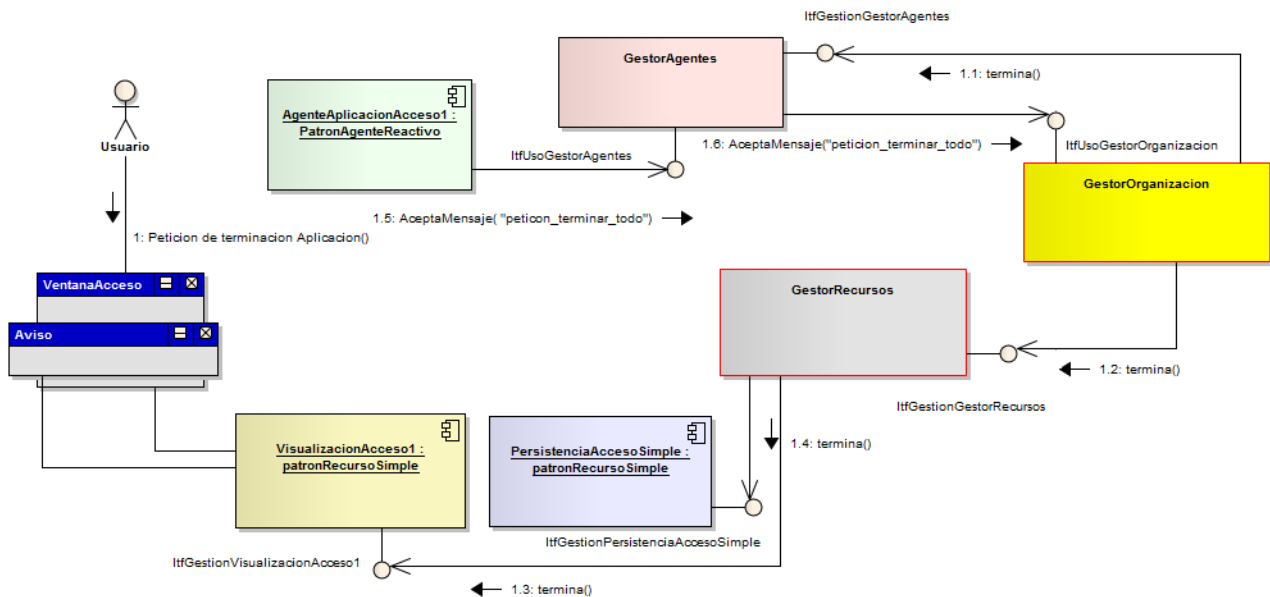 ItfGestionGestorAgentes
GestorAgentes
1.1: termina()
AgenteAplicacionAcceso1 :
PatronAgenteReactivo
Usuario
ItfUsoGestorAgentes
1.6: AceptaMensaje("peticion_terminar_todo")
ItfUsoGestorOrganizacion
GestorOrganizacion
1.5: AceptaMensaje( "peticon_terminar_todo")
1: Peticion de terminacion Aplicacion()
VentanaAcceso
GestorRecursos
Aviso
1.2: termina()
ItfGestionGestorRecursos
VisualizacionAcceso1 :
patronRecursoSimple
PersistenciaAccesoSimple :
patronRecursoSimple
1.4: termina()
ItfGestionPersistenciaAccesoSimple
ItfGestionVisualizacionAcceso1
1.3: termina()